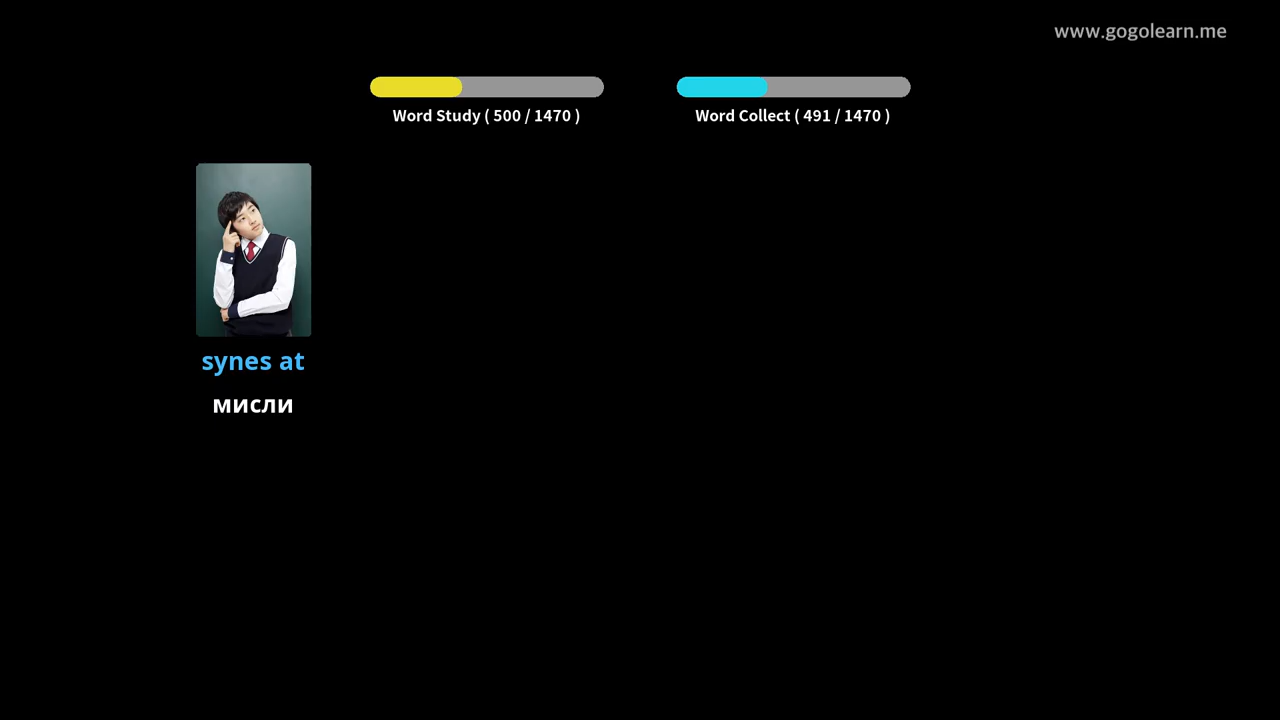 www.gogolearn.me
Word Study ( 500 / 1470 )
Word Collect ( 491 / 1470 )
synes at
мисли